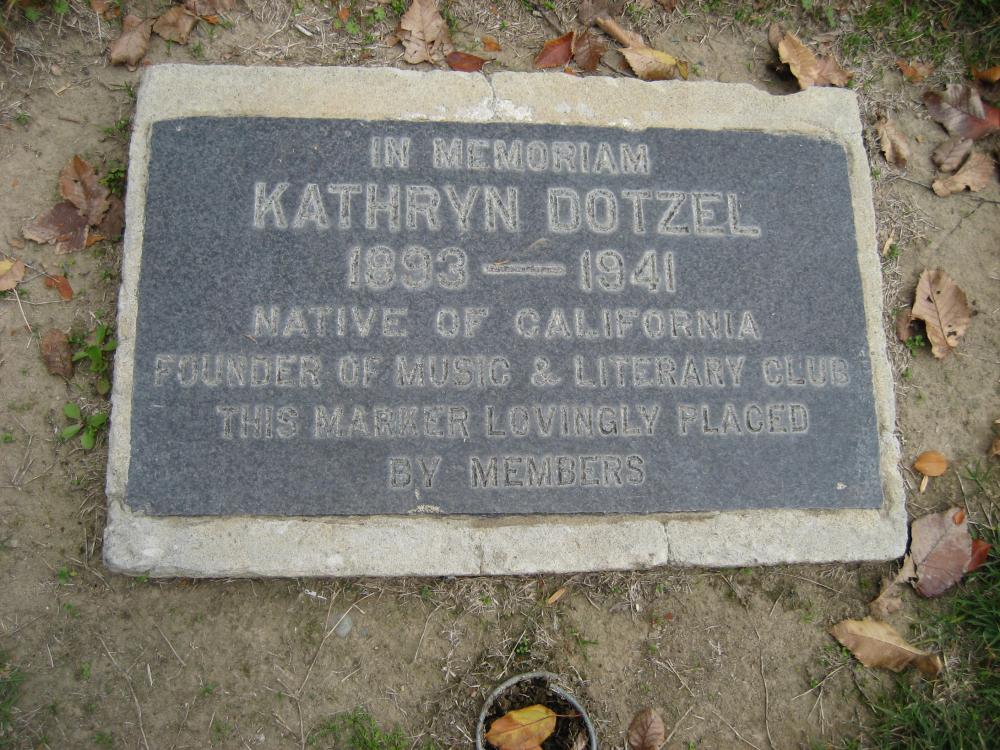 IN MEMORIAM
KATHRYN DOTZEL
1893 — 1941
NATIVE OF CALIFORNIA
FOUNDER OF MUSIC & LITERARY CLUB
THIS MARKER LOVINGLY PLACED
BY MEMBERS